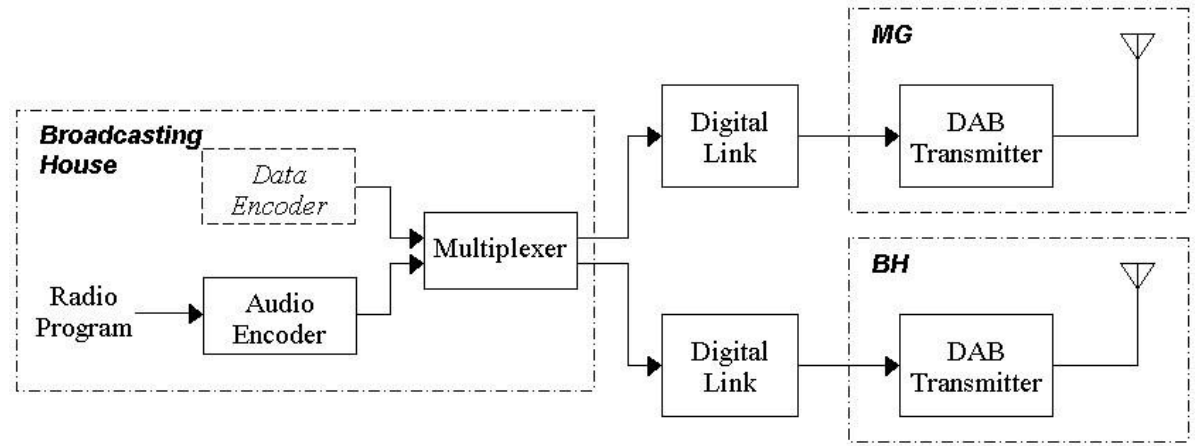 Broadcasting
House
Data
Encoder
Radio
Program
Audio
Encoder
Multiplexer
Digital
Link
MG
DAB
Transmitter
Digital
Link
BH
DAB
Transmitter